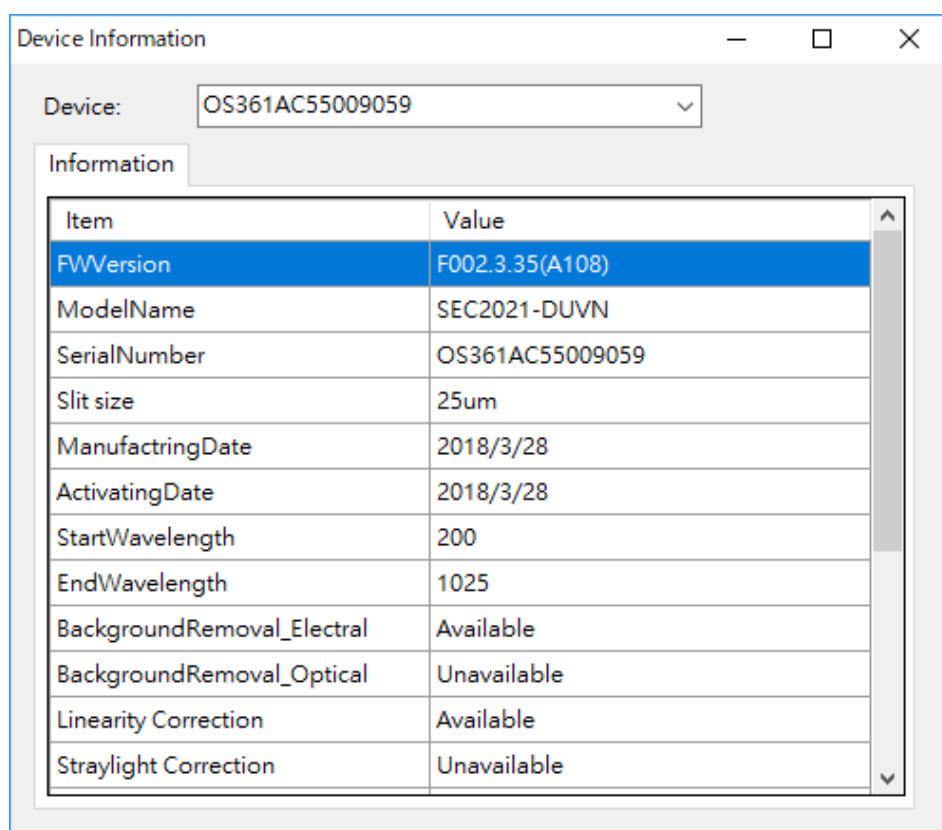 Device Information
Device: OS361AC55009059
Information
Item Value
FWVersion F002.3.35(A108)
ModelName SEC2021-DUVN
SerialNumber OS361AC55009059
Slit size 25um
ManufactringDate 2018/3/28
ActivatingDate 2018/3/28
StartWavelength 200
EndWavelength 1025
BackgroundRemoval_Electral Available
BackgroundRemoval_Optical Unavailable
Linearity Correction Available
Straylight Correction Unavailable